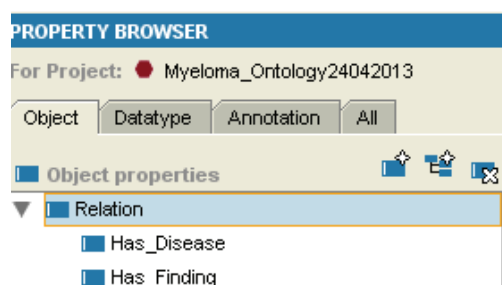 PROPERTY BROWSER
For Project: Myeloma_Ontology24042013
Object Datatype Annotation All
Object properties
Relation
Has_Disease
Has_Finding